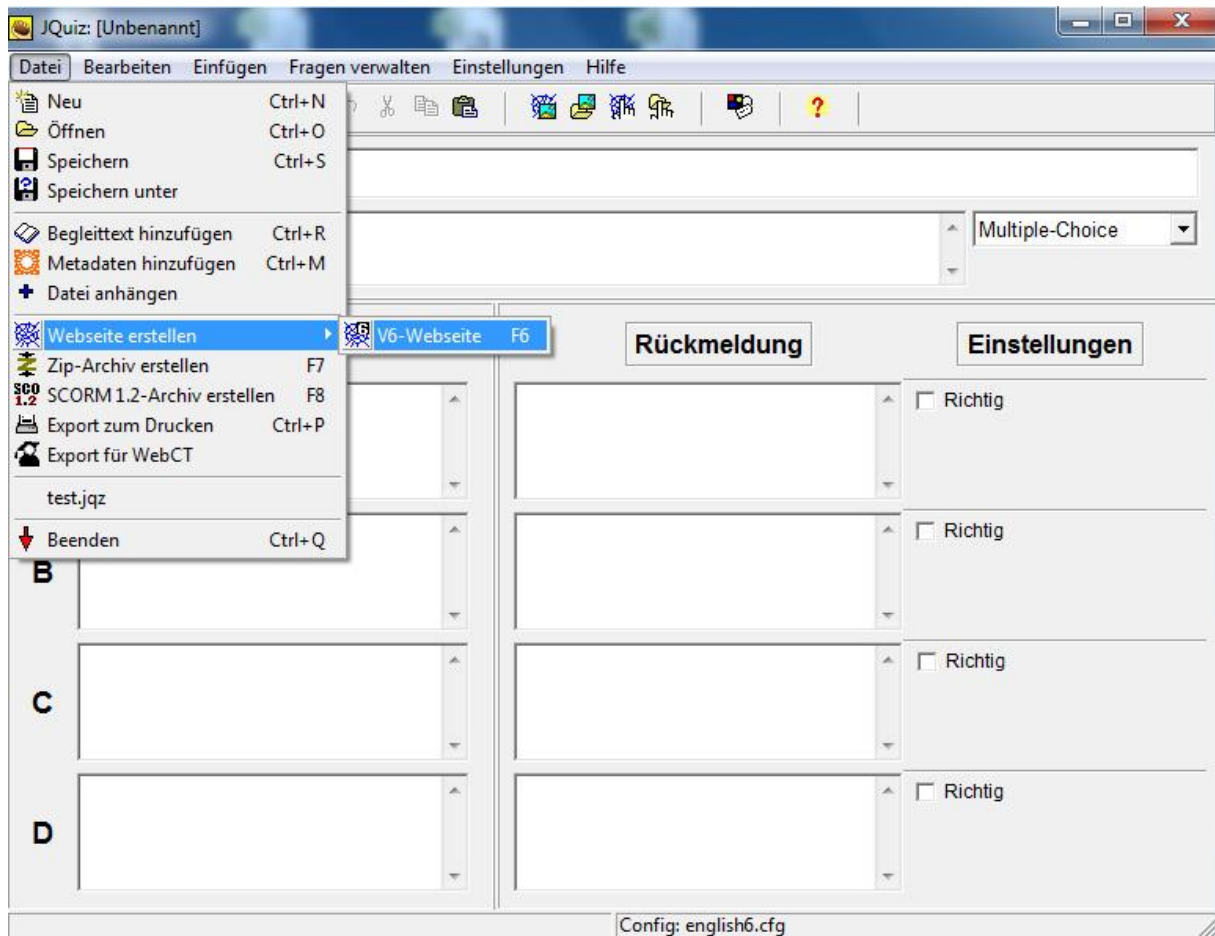 JQuiz: [Unbenannt]
Datei Bearbeiten Einfügen Fragen verwalten Einstellungen Hilfe
Neu Ctrl+N
Öffnen Ctrl+O
Speichern Ctrl+S
Speichern unter
Begleittext hinzufügen Ctrl+R
Metadaten hinzufügen Ctrl+M
Datei anhängen
Webseite erstellen
V6-Webseite F6
Zip-Archiv erstellen F7
SCO 1.2 SCORM 1.2-Archiv erstellen F8
Export zum Drucken Ctrl+P
Export für WebCT
test.jqz
Beenden Ctrl+Q
Multiple-Choice
Rückmeldung Einstellungen
Richtig
B Richtig
C Richtig
D Richtig
Config: english6.cfg